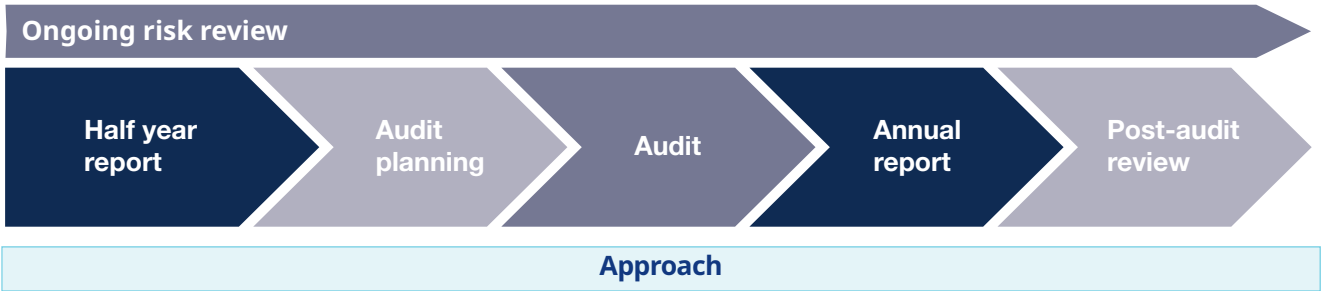 Ongoing risk review
Half year
report
Audit
planning
Audit
Annual
report
Post-audit
review
Approach